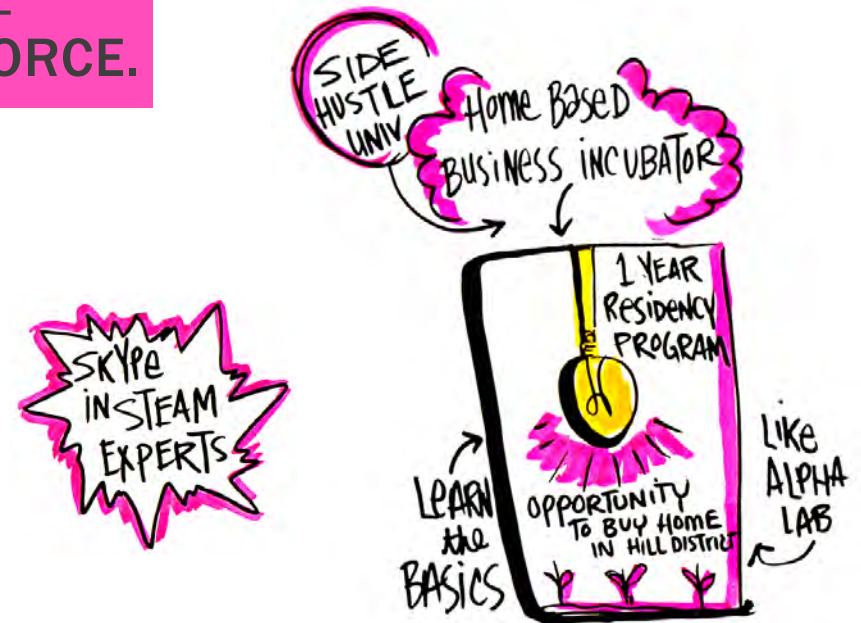 ORCE.
SIDE
HUSTLE
UNIV
Home Based
BUSINESS INCUBATOR
1 YEAR
Residency
PROGRAM
SKYPe
iN STEAM
EXPERTS
LiKe
ALPHA
LAB
LEARN
the
BASiCS
OPPORTUNITY
To BUY HOME
IN HILL DISTRICT